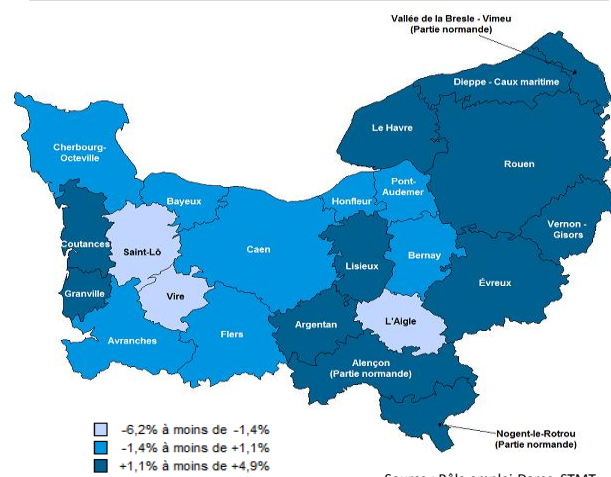 Vallée de la Bresle - Vimeu
(Partie normande)
Dieppe - Caux maritime
Le Havre
Cherbourg-
Octeville
Rouen
Pont-
Audemer
Bayeux
Honfleur
Vernon -
Gisors
Coutances
Saint-Lô
Caen
Bernay
Lisieux
Évreux
Granville
Vire
L'Aigle
Argentan
Flers
Avranches
Alençon
(Partie normande)
Nogent-le-Rotrou
(Partie normande)
-6,2% à moins de -1,4%
-1,4% à moins de +1,1%
+1,1% à moins de +4,9%